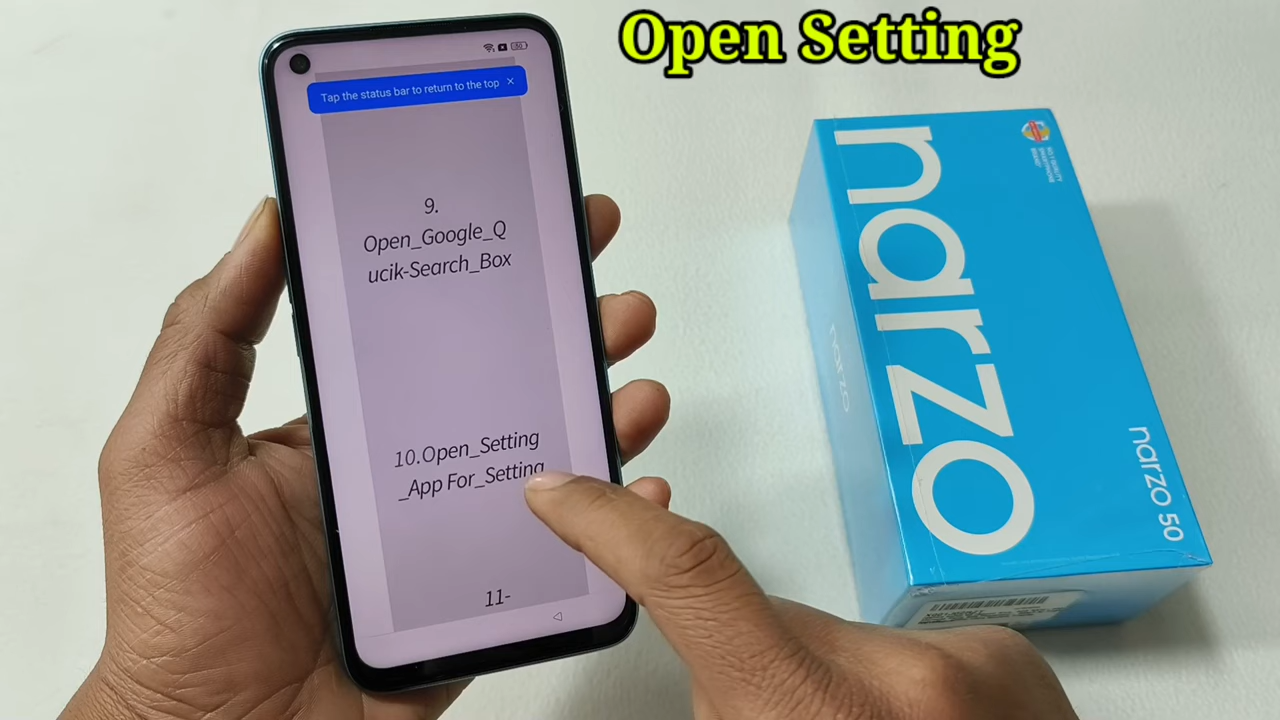 Open Setting
Tap the status bar to return to the top
9.
Open_Google_Q
ucik-Search_Box
10.Open_Setting
_App For_Setting
11-
narzo
narzo 50
narzo